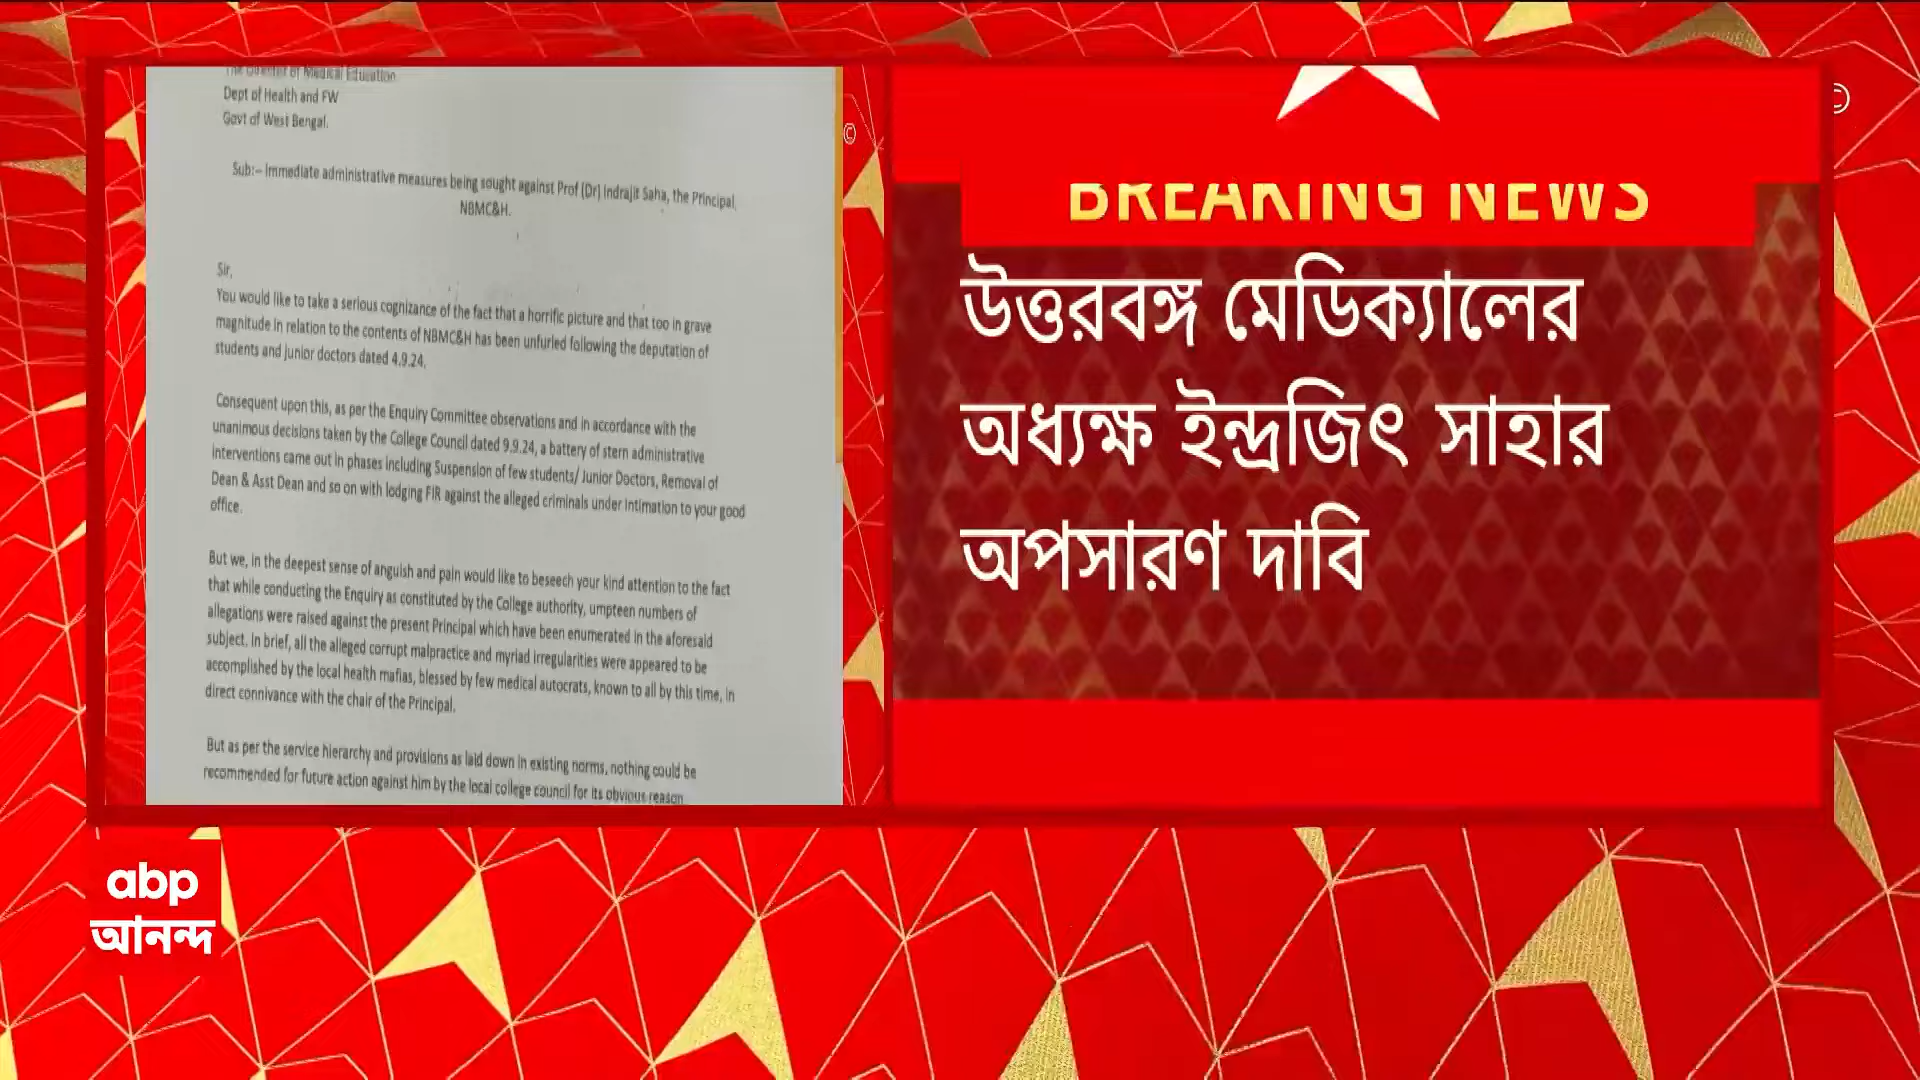 The Director of Medical Education
Dept of Health and FW
Govt of West Bengal.
Sub:– Immediate administrative measures being sought against Prof (Dr) Indrajit Saha, the Principal,
NBMC&H.
Sir,
You would like to take a serious cognizance of the fact that a horrific picture and that too in grave
magnitude in relation to the contents of NBMC&H has been unfurled following the deputation of
students and junior doctors dated 4.9.24.
Consequent upon this, as per the Enquiry Committee observations and in accordance with the
unanimous decisions taken by the College Council dated 9.9.24, a battery of stern administrative
interventions came out in phases including Suspension of few students/ Junior Doctors, Removal of
Dean & Asst Dean and so on with lodging FIR against the alleged criminals under intimation to your good
office.
But we, in the deepest sense of anguish and pain would like to beseech your kind attention to the fact
that while conducting the Enquiry as constituted by the College authority, umpteen numbers of
allegations were raised against the present Principal which have been enumerated in the aforesaid
subject. In brief, all the alleged corrupt malpractice and myriad irregularities were appeared to be
accomplished by the local health mafias, blessed by few medical autocrats, known to all by this time, in
direct connivance with the chair of the Principal.
But as per the service hierarchy and provisions as laid down in existing norms, nothing could be
recommended for future action against him by the local college council for its obvious reason
©
BREAKING NEWS
উত্তরবঙ্গ মেডিক্যালের
অধ্যক্ষ ইন্দ্রজিৎ সাহার
অপসারণ দাবি
©
abp
আনন্দ